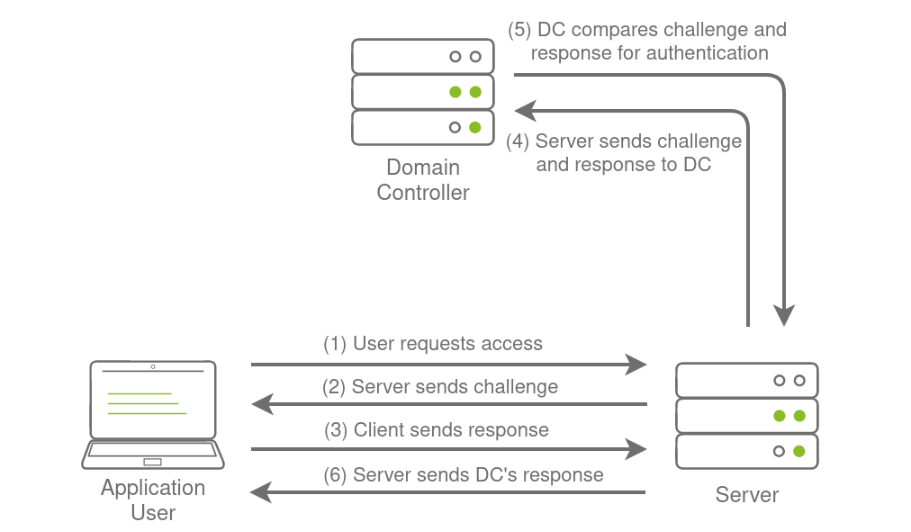 (5) DC compares challenge and
response for authentication
(4) Server sends challenge
and response to DC
Domain
Controller
(1) User requests access
(2) Server sends challenge
(3) Client sends response
(6) Server sends DC's response
Application
User
Server